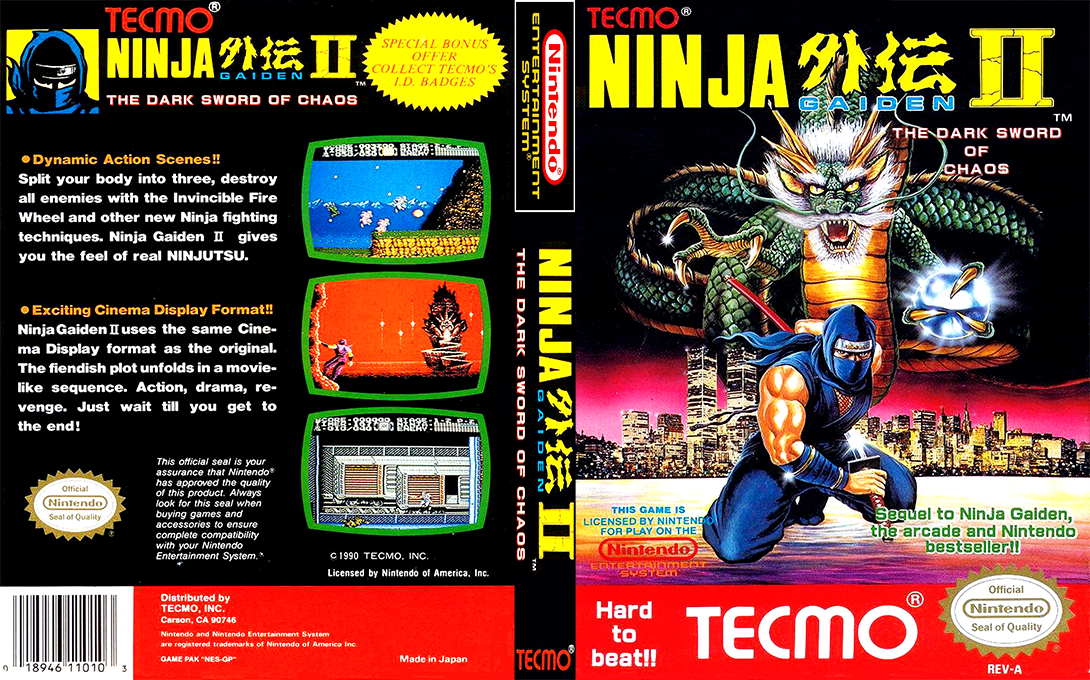 TECMO®
NINJA 外伝 II™
GAIDEN
THE DARK SWORD OF CHAOS
SPECIAL BONUS
OFFER
COLLECT TECMO'S
I.D. BADGES
● Dynamic Action Scenes!!
Split your body into three, destroy
all enemies with the Invincible Fire
Wheel and other new Ninja fighting
techniques. Ninja Gaiden II gives
you the feel of real NINJUTSU.
● Exciting Cinema Display Format!!
Ninja Gaiden II uses the same Cine-
ma Display format as the original.
The fiendish plot unfolds in a movie-
like sequence. Action, drama, re-
venge. Just wait till you get to
the end!
Official
Nintendo
Seal of Quality
®
This official seal is your
assurance that Nintendo®
has approved the quality
of this product. Always
look for this seal when
buying games and
accessories to ensure
complete compatibility
with your Nintendo
Entertainment System.
©1990 TECMO, INC.
Licensed by Nintendo of America, Inc.
0 18946 11010 3
Distributed by
TECMO, INC.
Carson, CA 90746
Nintendo and Nintendo Entertainment System
are registered trademarks of Nintendo of America Inc.
GAME PAK "NES-GP"
Made in Japan
Nintendo®
ENTERTAINMENT
SYSTEM®
NINJA 外伝 II™
GAIDEN
THE DARK SWORD OF CHAOS
TECMO®
TECMO®
NINJA 外伝 II™
GAIDEN
THE DARK SWORD
OF
CHAOS
THIS GAME IS
LICENSED BY NINTENDO
FOR PLAY ON THE
Nintendo
ENTERTAINMENT
SYSTEM™
Sequel to Ninja Gaiden,
the arcade and Nintendo
bestseller!!
Hard
to
beat!!
TECMO®
Official
Nintendo
Seal of Quality
®
REV-A